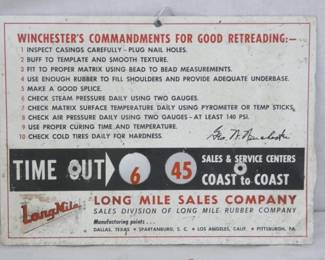 WINCHESTER'S COMMANDMENTS FOR GOOD RETREADING:—
1 INSPECT CASINGS CAREFULLY - PLUG NAIL HOLES.
2 BUFF TO TEMPLATE AND SMOOTH TEXTURE.
3 FIT TO PROPER MATRIX USING BEAD TO BEAD MEASUREMENTS.
4 USE ENOUGH RUBBER TO FILL SHOULDERS AND PROVIDE ADEQUATE UNDERBASE.
5 MAKE A GOOD SPLICE.
6 CHECK STEAM PRESSURE DAILY USING TWO GAUGES.
7 CHECK MATRIX SURFACE TEMPERATURE DAILY USING PYROMETER OR TEMP STICKS.
8 CHECK AIR PRESSURE DAILY USING TWO GAUGES - AT LEAST 140 PSI.
9 USE PROPER CURING TIME AND TEMPERATURE.
10 CHECK COLD TIRES DAILY FOR HARDNESS.
Geo. N. Winchester
TIME OUT 6 45
SALES & SERVICE CENTERS
COAST to COAST
Long Mile
LONG MILE SALES COMPANY
SALES DIVISION OF LONG MILE RUBBER COMPANY
Manufacturing points . . .
DALLAS, TEXAS • SPARTANBURG, S. C. • LOS ANGELES, CALIF. • PITTSBURGH, PA.